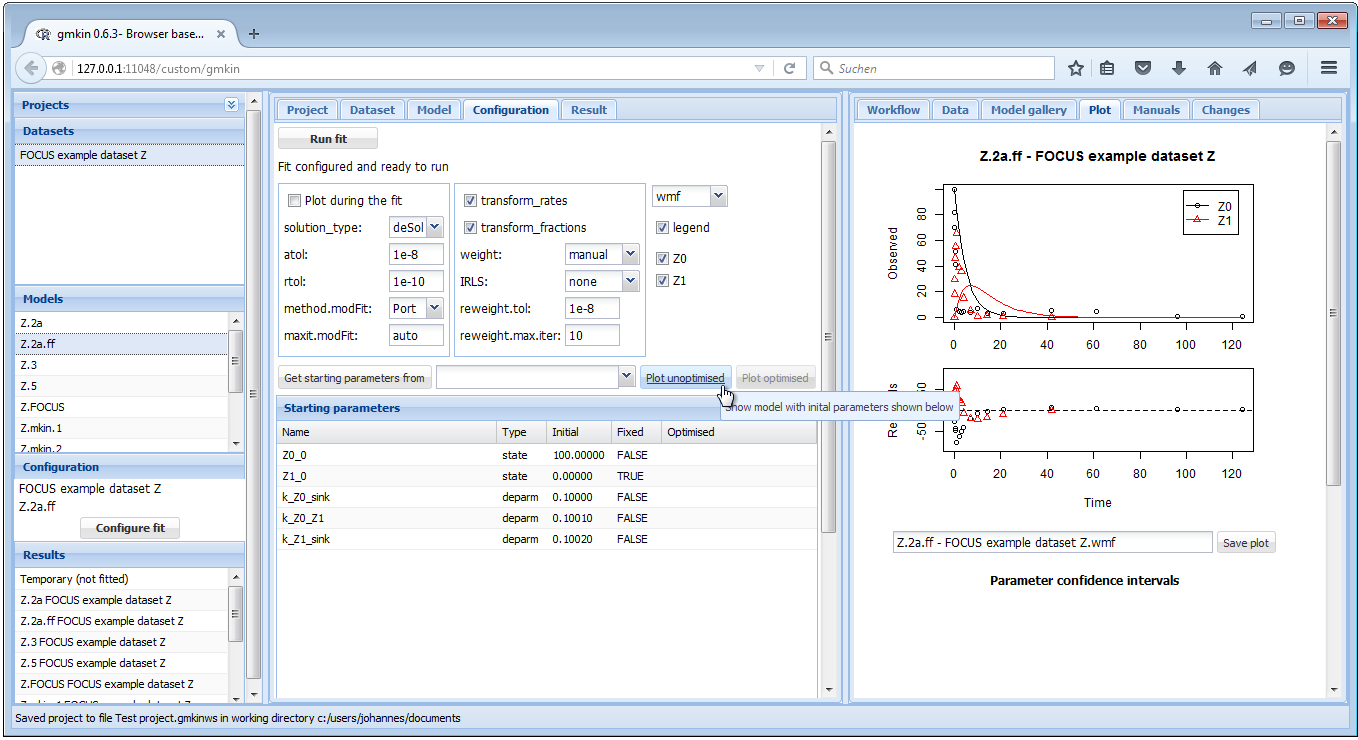 gmkin 0.6.3- Browser base...
127.0.0.1:11048/custom/gmkin
Suchen
Projects
Datasets
FOCUS example dataset Z
Models
Z.2a
Z.2a.ff
Z.3
Z.5
Z.FOCUS
Z.mkin.1
Z.mkin.2
Configuration
FOCUS example dataset Z
Z.2a.ff
Configure fit
Results
Temporary (not fitted)
Z.2a FOCUS example dataset Z
Z.2a.ff FOCUS example dataset Z
Z.3 FOCUS example dataset Z
Z.5 FOCUS example dataset Z
Z.FOCUS FOCUS example dataset Z
Z.mkin.1 FOCUS example dataset Z
Project Dataset Model Configuration Result
Run fit
Fit configured and ready to run
Plot during the fit
solution_type: deSol
atol: 1e-8
rtol: 1e-10
method.modFit: Port
maxit.modFit: auto
transform_rates
transform_fractions
weight: manual
IRLS: none
reweight.tol: 1e-8
reweight.max.iter: 10
wmf
legend
Z0
Z1
Get starting parameters from Plot unoptimised Plot optimised
Show model with inital parameters shown below
Starting parameters
Name Type Initial Fixed Optimised
Z0_0 state 100.00000 FALSE
Z1_0 state 0.00000 TRUE
k_Z0_sink deparm 0.10000 FALSE
k_Z0_Z1 deparm 0.10010 FALSE
k_Z1_sink deparm 0.10020 FALSE
Workflow Data Model gallery Plot Manuals Changes
Z.2a.ff - FOCUS example dataset Z
Observed
80
60
40
20
0
Z0
Z1
0 20 40 60 80 100 120
50
-50
0 20 40 60 80 100 120
Time
Z.2a.ff - FOCUS example dataset Z.wmf Save plot
Parameter confidence intervals
Saved project to file Test project.gmkinws in working directory c:/users/johannes/documents